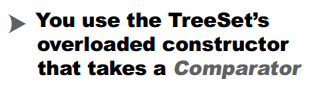 You use the TreeSet’s
overloaded constructor
that takes a Comparator